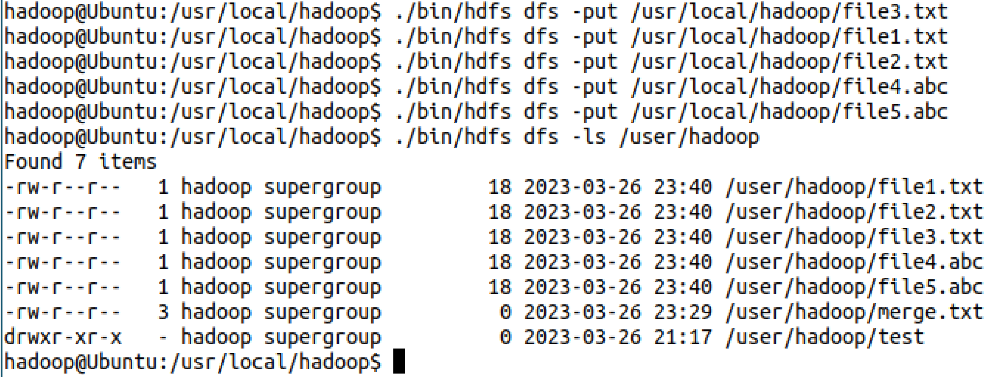 hadoop@Ubuntu:/usr/local/hadoop$ ./bin/hdfs dfs -put /usr/local/hadoop/file3.txt
hadoop@Ubuntu:/usr/local/hadoop$ ./bin/hdfs dfs -put /usr/local/hadoop/file1.txt
hadoop@Ubuntu:/usr/local/hadoop$ ./bin/hdfs dfs -put /usr/local/hadoop/file2.txt
hadoop@Ubuntu:/usr/local/hadoop$ ./bin/hdfs dfs -put /usr/local/hadoop/file4.abc
hadoop@Ubuntu:/usr/local/hadoop$ ./bin/hdfs dfs -put /usr/local/hadoop/file5.abc
hadoop@Ubuntu:/usr/local/hadoop$ ./bin/hdfs dfs -ls /user/hadoop
Found 7 items
-rw-r--r--   1 hadoop supergroup         18 2023-03-26 23:40 /user/hadoop/file1.txt
-rw-r--r--   1 hadoop supergroup         18 2023-03-26 23:40 /user/hadoop/file2.txt
-rw-r--r--   1 hadoop supergroup         18 2023-03-26 23:40 /user/hadoop/file3.txt
-rw-r--r--   1 hadoop supergroup         18 2023-03-26 23:40 /user/hadoop/file4.abc
-rw-r--r--   1 hadoop supergroup         18 2023-03-26 23:40 /user/hadoop/file5.abc
-rw-r--r--   3 hadoop supergroup          0 2023-03-26 23:29 /user/hadoop/merge.txt
drwxr-xr-x   - hadoop supergroup          0 2023-03-26 21:17 /user/hadoop/test
hadoop@Ubuntu:/usr/local/hadoop$